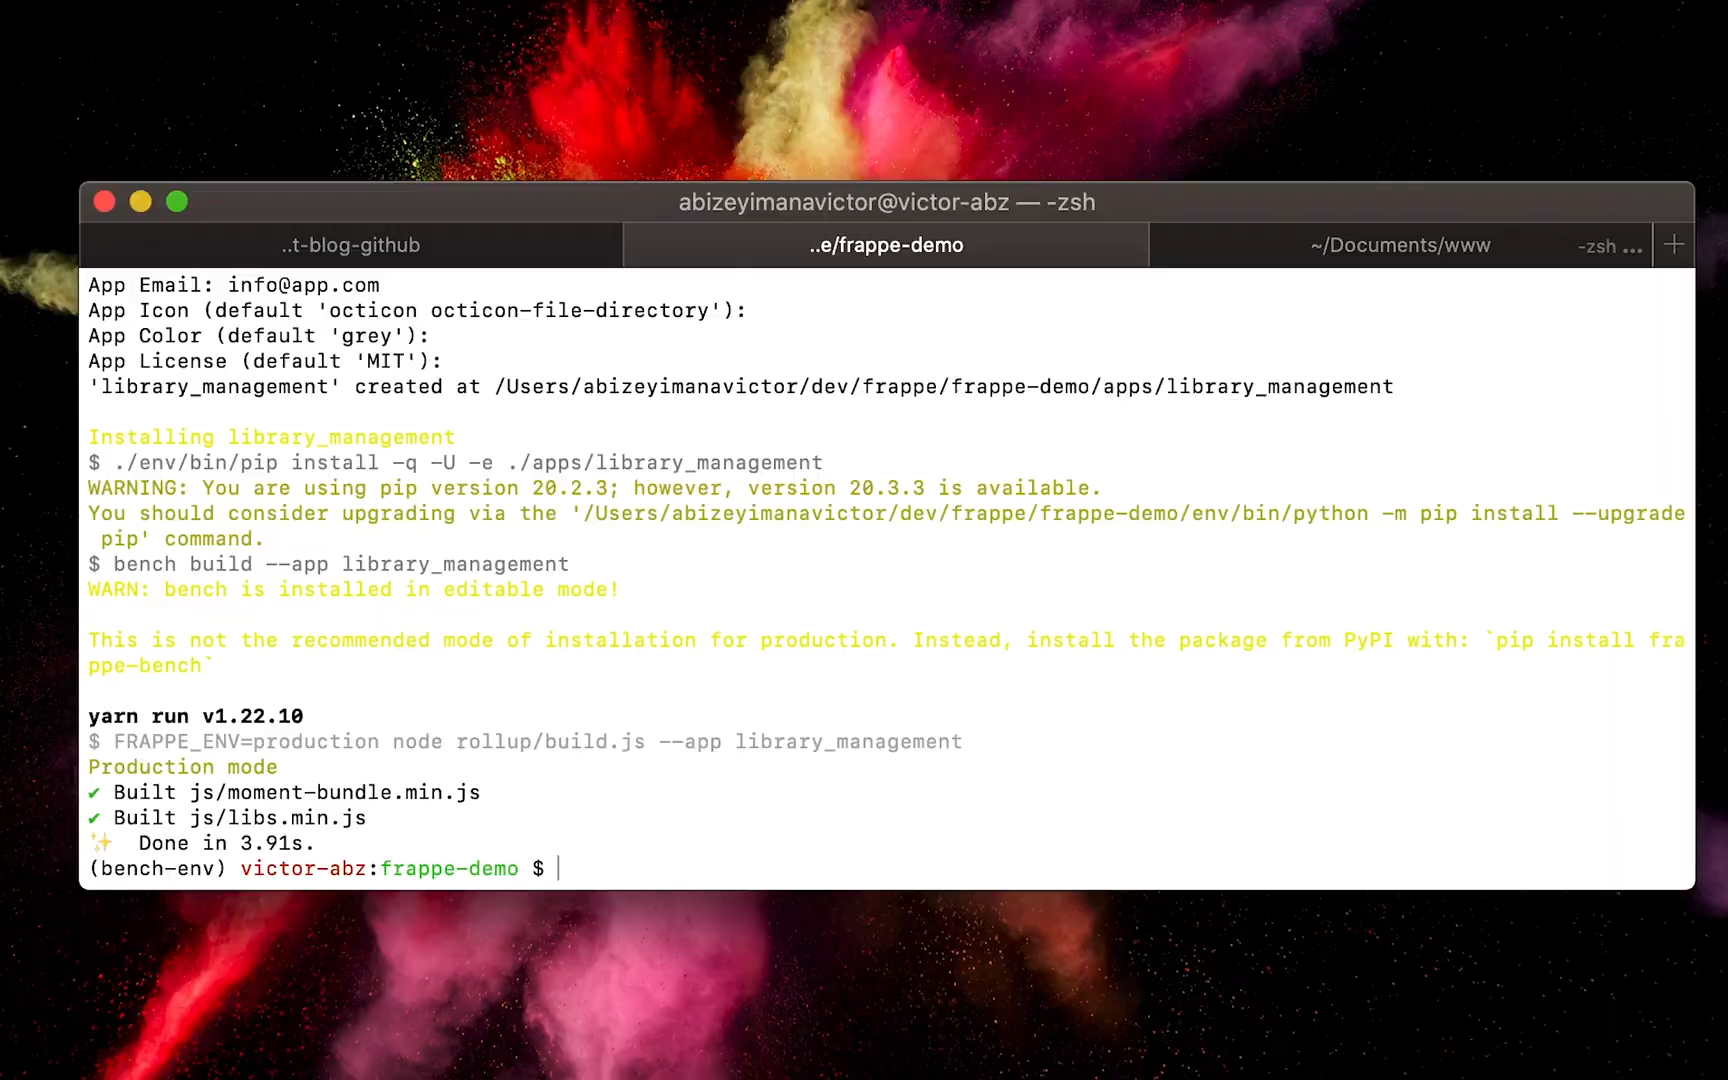 abizeyimanavictor@victor-abz — -zsh
..t-blog-github
..e/frappe-demo
~/Documents/www
-zsh ...
App Email: info@app.com
App Icon (default 'octicon octicon-file-directory'):
App Color (default 'grey'):
App License (default 'MIT'):
'library_management' created at /Users/abizeyimanavictor/dev/frappe/frappe-demo/apps/library_management
Installing library_management
$ ./env/bin/pip install -q -U -e ./apps/library_management
WARNING: You are using pip version 20.2.3; however, version 20.3.3 is available.
You should consider upgrading via the '/Users/abizeyimanavictor/dev/frappe/frappe-demo/env/bin/python -m pip install --upgrade
pip' command.
$ bench build --app library_management
WARN: bench is installed in editable mode!
This is not the recommended mode of installation for production. Instead, install the package from PyPI with: `pip install fra
ppe-bench`
yarn run v1.22.10
$ FRAPPE_ENV=production node rollup/build.js --app library_management
Production mode
✔ Built js/moment-bundle.min.js
✔ Built js/libs.min.js
✨  Done in 3.91s.
(bench-env) victor-abz:frappe-demo $